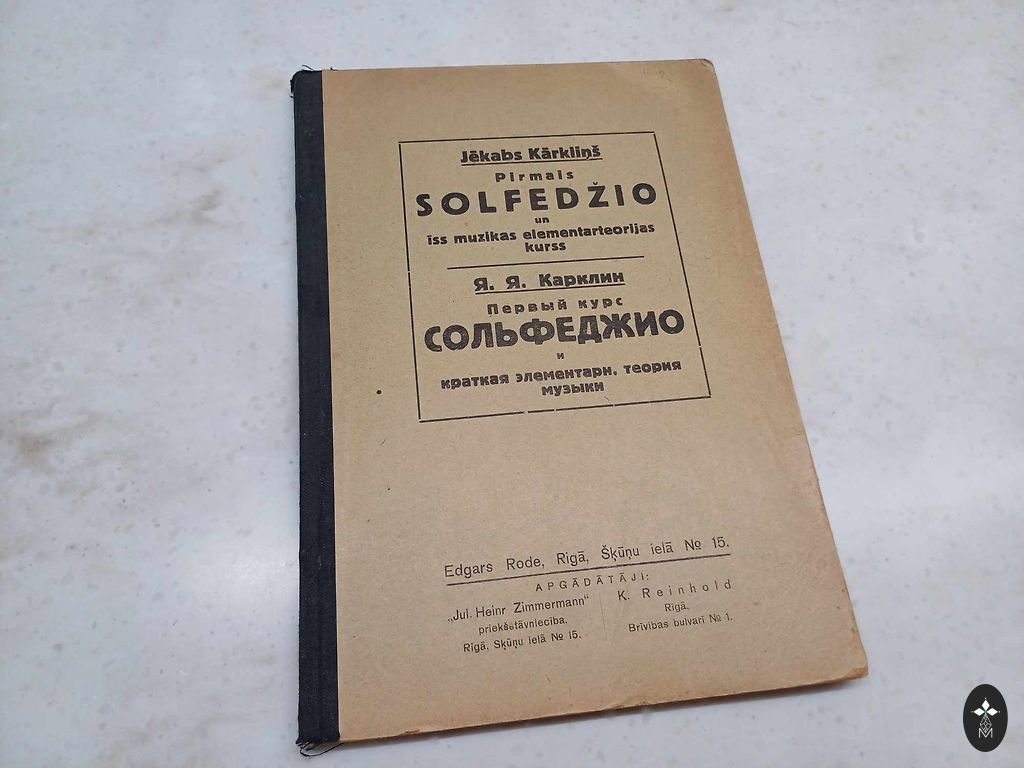 Jēkabs Kārkliņš
Pirmais
SOLFEDŽIO
un
īss muzikas elementarteorijas
kurss
Я. Я. Карклин
Первый курс
СОЛЬФЕДЖИО
и
краткая элементарн. теория
музыки
Edgars Rode, Rīgā, Šķūņu ielā № 15.
APGĀDĀTĀJI:
„Jul. Heinr Zimmermann“
priekšstāvniecība.
Rīgā, Šķūņu ielā № 15.
K. Reinhold
Rīgā,
Brīvības bulvarī № 1.
M